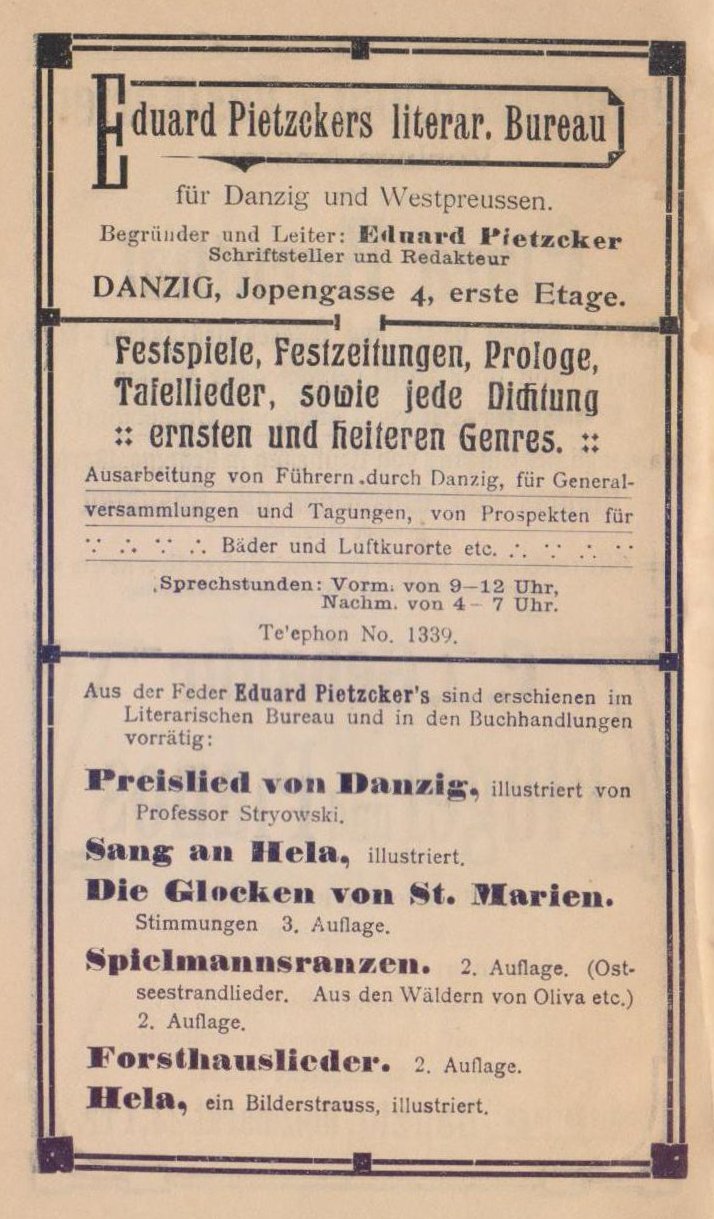 Eduard Pietzckers literar. Bureau
für Danzig und Westpreussen.
Begründer und Leiter: Eduard Pietzcker
Schriftsteller und Redakteur
DANZIG, Jopengasse 4, erste Etage.
Festspiele, Festzeitungen, Prologe,
Tafellieder, sowie jede Dichtung
:: ernsten und heiteren Genres. ::
Ausarbeitung von Führern durch Danzig, für General-
versammlungen und Tagungen, von Prospekten für
∵ ∴ ∵ ∴ Bäder und Luftkurorte etc. ∴ ∵ ∴ ∵
Sprechstunden: Vorm. von 9—12 Uhr,
Nachm. von 4— 7 Uhr.
Te'ephon No. 1339.
Aus der Feder Eduard Pietzcker's sind erschienen im
Literarischen Bureau und in den Buchhandlungen
vorrätig:
Preislied von Danzig, illustriert von
Professor Stryowski.
Sang an Hela, illustriert.
Die Glocken von St. Marien.
Stimmungen 3. Auflage.
Spielmannsranzen. 2. Auflage. (Ost-
seestrandlieder. Aus den Wäldern von Oliva etc.)
2. Auflage.
Forsthauslieder. 2. Auflage.
Hela, ein Bilderstrauss, illustriert.